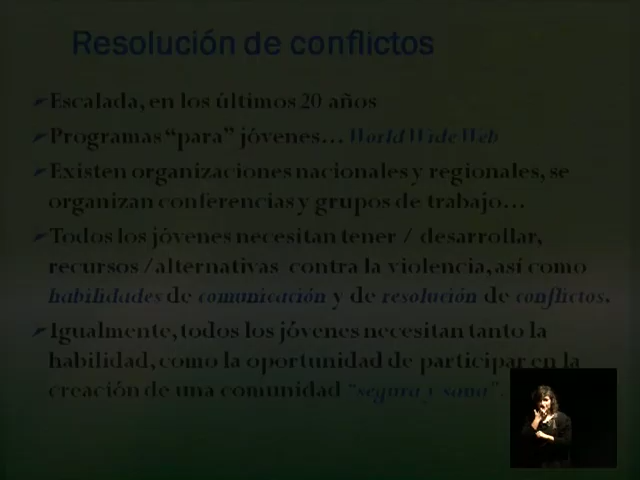 Resolución de conflictos
Escalada, en los últimos 20 años
Programas “para” jóvenes… World Wide Web
Existen organizaciones nacionales y regionales, se
organizan conferencias y grupos de trabajo…
Todos los jóvenes necesitan tener / desarrollar,
recursos /alternativas contra la violencia, así como
habilidades de comunicación y de resolución de conflictos.
Igualmente, todos los jóvenes necesitan tanto la
habilidad, como la oportunidad de participar en la
creación de una comunidad “segura y sana”.